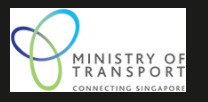 MINISTRY OF
TRANSPORT
CONNECTING SINGAPORE